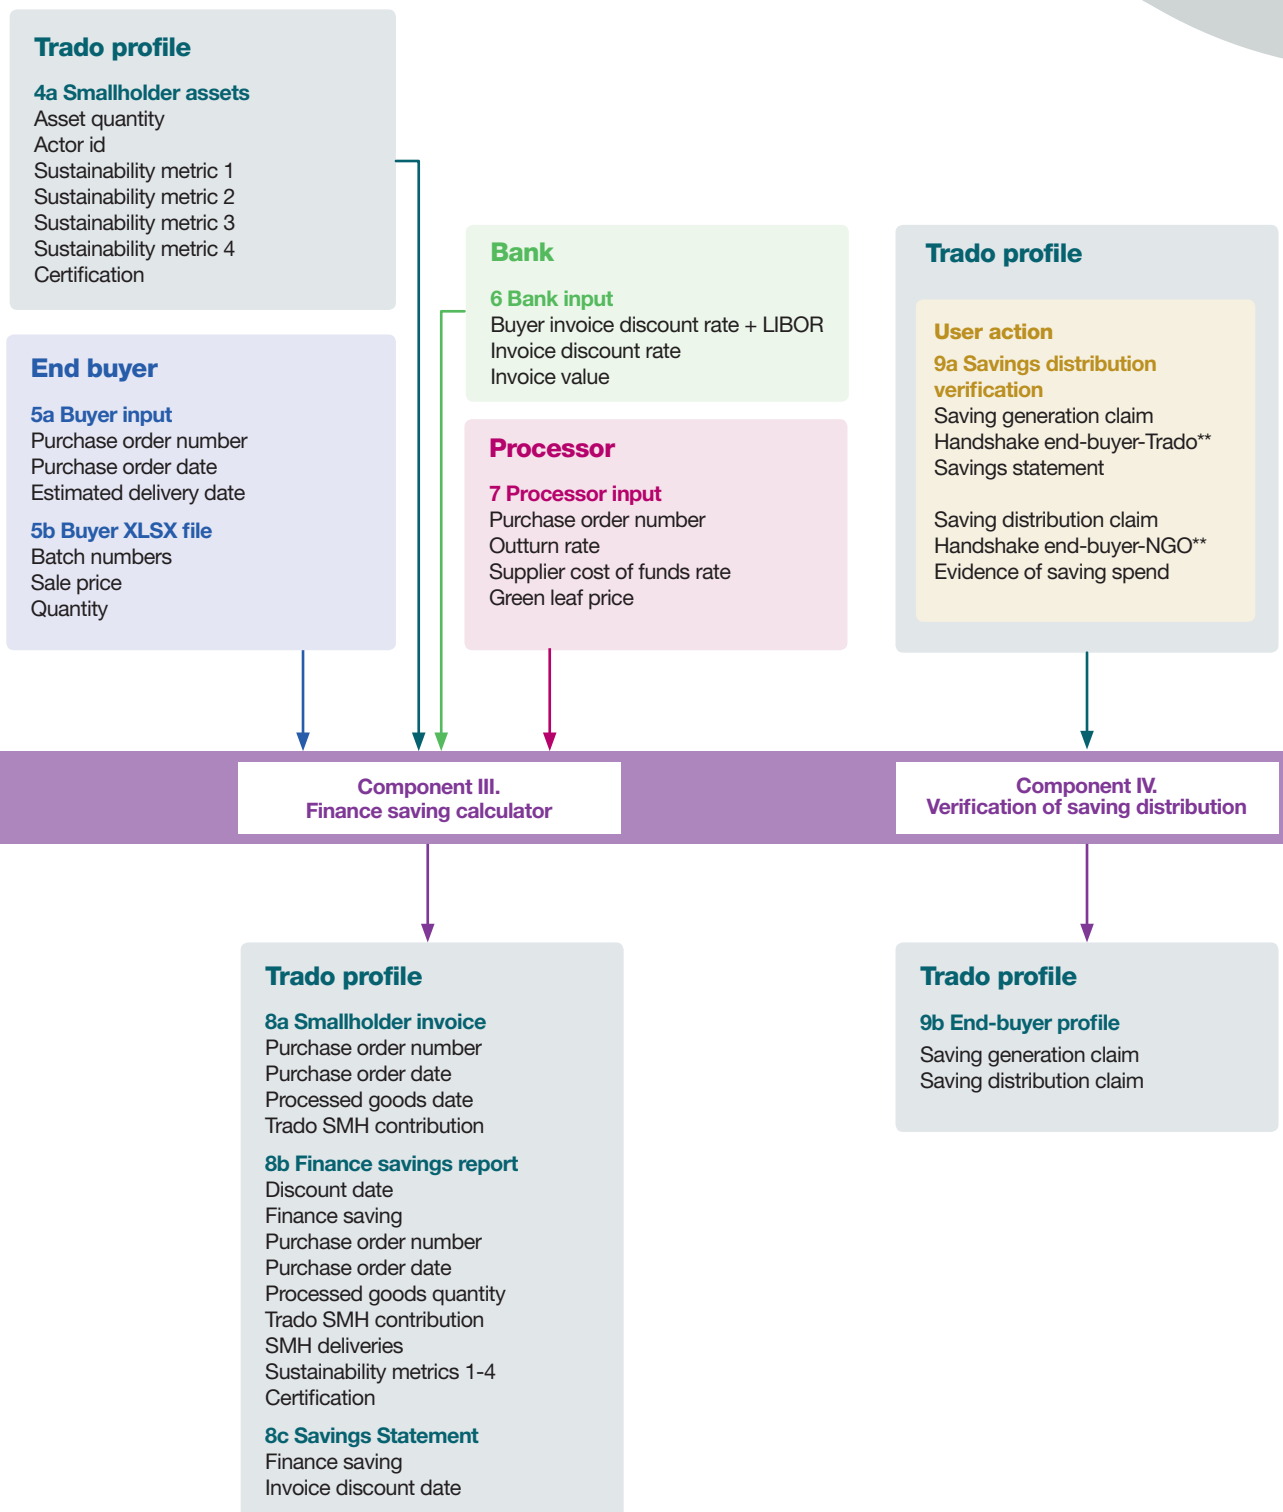 Trado profile
4a Smallholder assets
Asset quantity
Actor id
Sustainability metric 1
Sustainability metric 2
Sustainability metric 3
Sustainability metric 4
Certification
End buyer
5a Buyer input
Purchase order number
Purchase order date
Estimated delivery date
5b Buyer XLSX file
Batch numbers
Sale price
Quantity
Bank
6 Bank input
Buyer invoice discount rate + LIBOR
Invoice discount rate
Invoice value
Processor
7 Processor input
Purchase order number
Outturn rate
Supplier cost of funds rate
Green leaf price
Trado profile
User action
9a Savings distribution
verification
Saving generation claim
Handshake end-buyer-Trado**
Savings statement
Saving distribution claim
Handshake end-buyer-NGO**
Evidence of saving spend
Component III.
Finance saving calculator
Component IV.
Verification of saving distribution
Trado profile
8a Smallholder invoice
Purchase order number
Purchase order date
Processed goods date
Trado SMH contribution
8b Finance savings report
Discount date
Finance saving
Purchase order number
Purchase order date
Processed goods quantity
Trado SMH contribution
SMH deliveries
Sustainability metrics 1-4
Certification
8c Savings Statement
Finance saving
Invoice discount date
Trado profile
9b End-buyer profile
Saving generation claim
Saving distribution claim